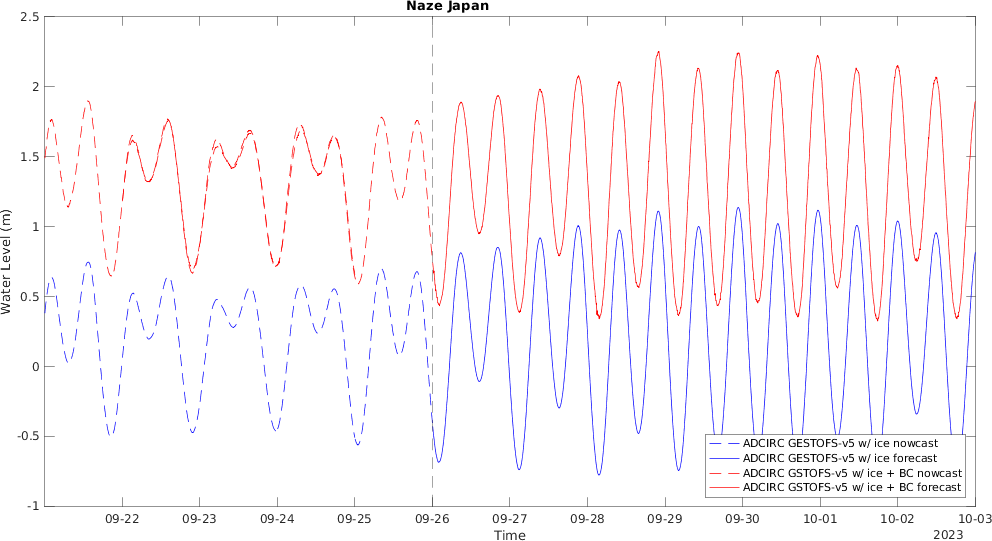 Naze Japan
2.5
2
1.5
1
0.5
0
-0.5
-1
Water Level (m)
09-22 09-23 09-24 09-25 09-26 09-27 09-28 09-29 09-30 10-01 10-02 10-03
Time
2023
ADCIRC GESTOFS-v5 w/ ice nowcast
ADCIRC GESTOFS-v5 w/ ice forecast
ADCIRC GSTOFS-v5 w/ ice + BC nowcast
ADCIRC GSTOFS-v5 w/ ice + BC forecast